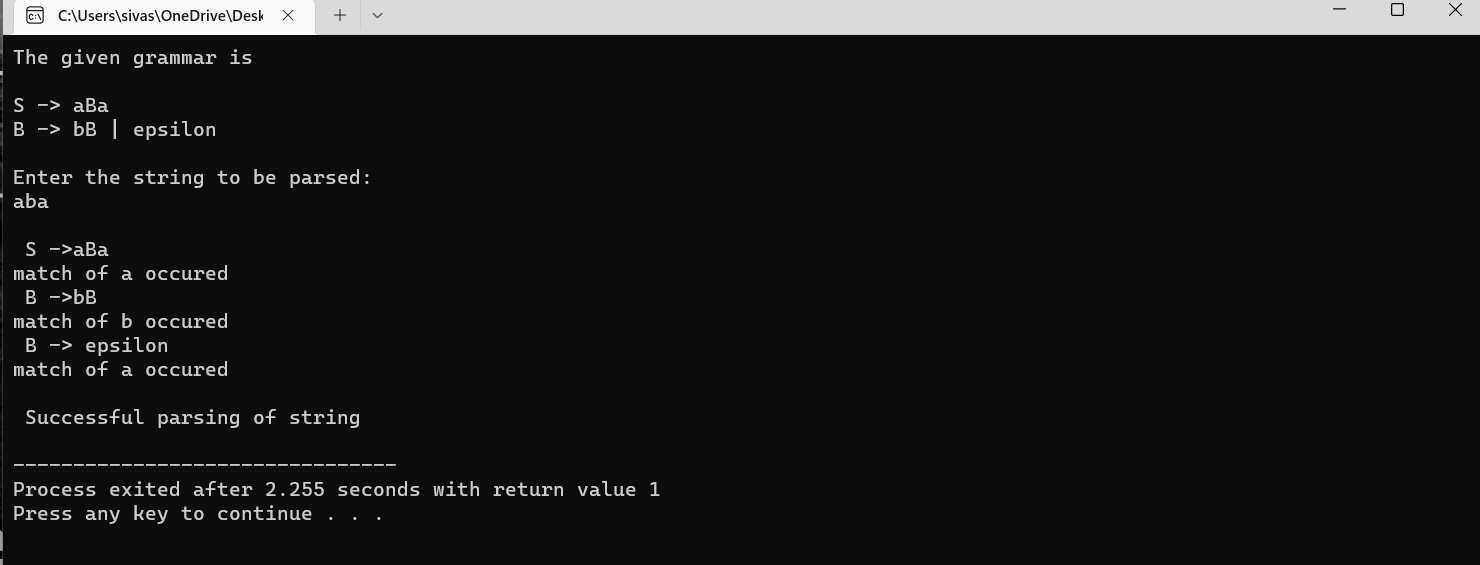 C:\Users\sivas\OneDrive\Desk
The given grammar is
S -> aBa
B -> bB | epsilon
Enter the string to be parsed:
aba
S ->aBa
match of a occured
B ->bB
match of b occured
B -> epsilon
match of a occured
Successful parsing of string
--------------------------------
Process exited after 2.255 seconds with return value 1
Press any key to continue . . .